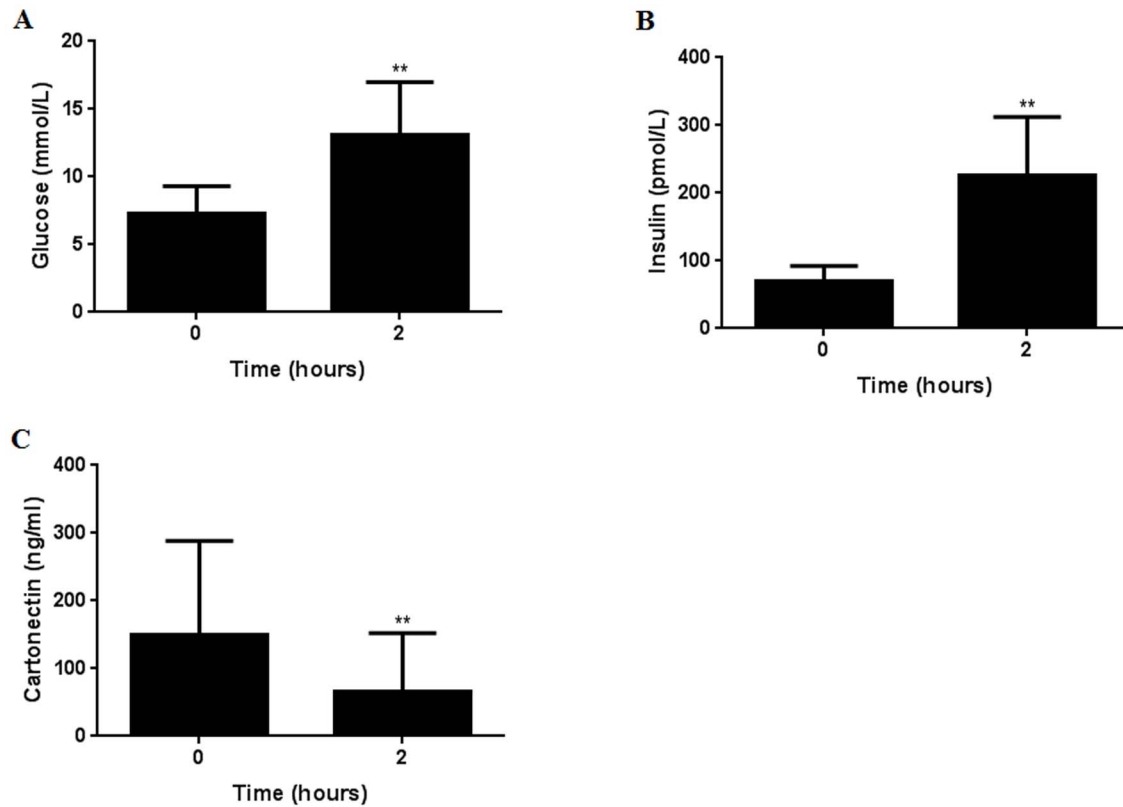 A
Glucose (mmol/L)
20
15
10
5
0
**
0 2
Time (hours)
B
Insulin (pmol/L)
400
300
200
100
0
**
0 2
Time (hours)
C
Cartonectin (ng/ml)
400
300
200
100
0
**
0 2
Time (hours)